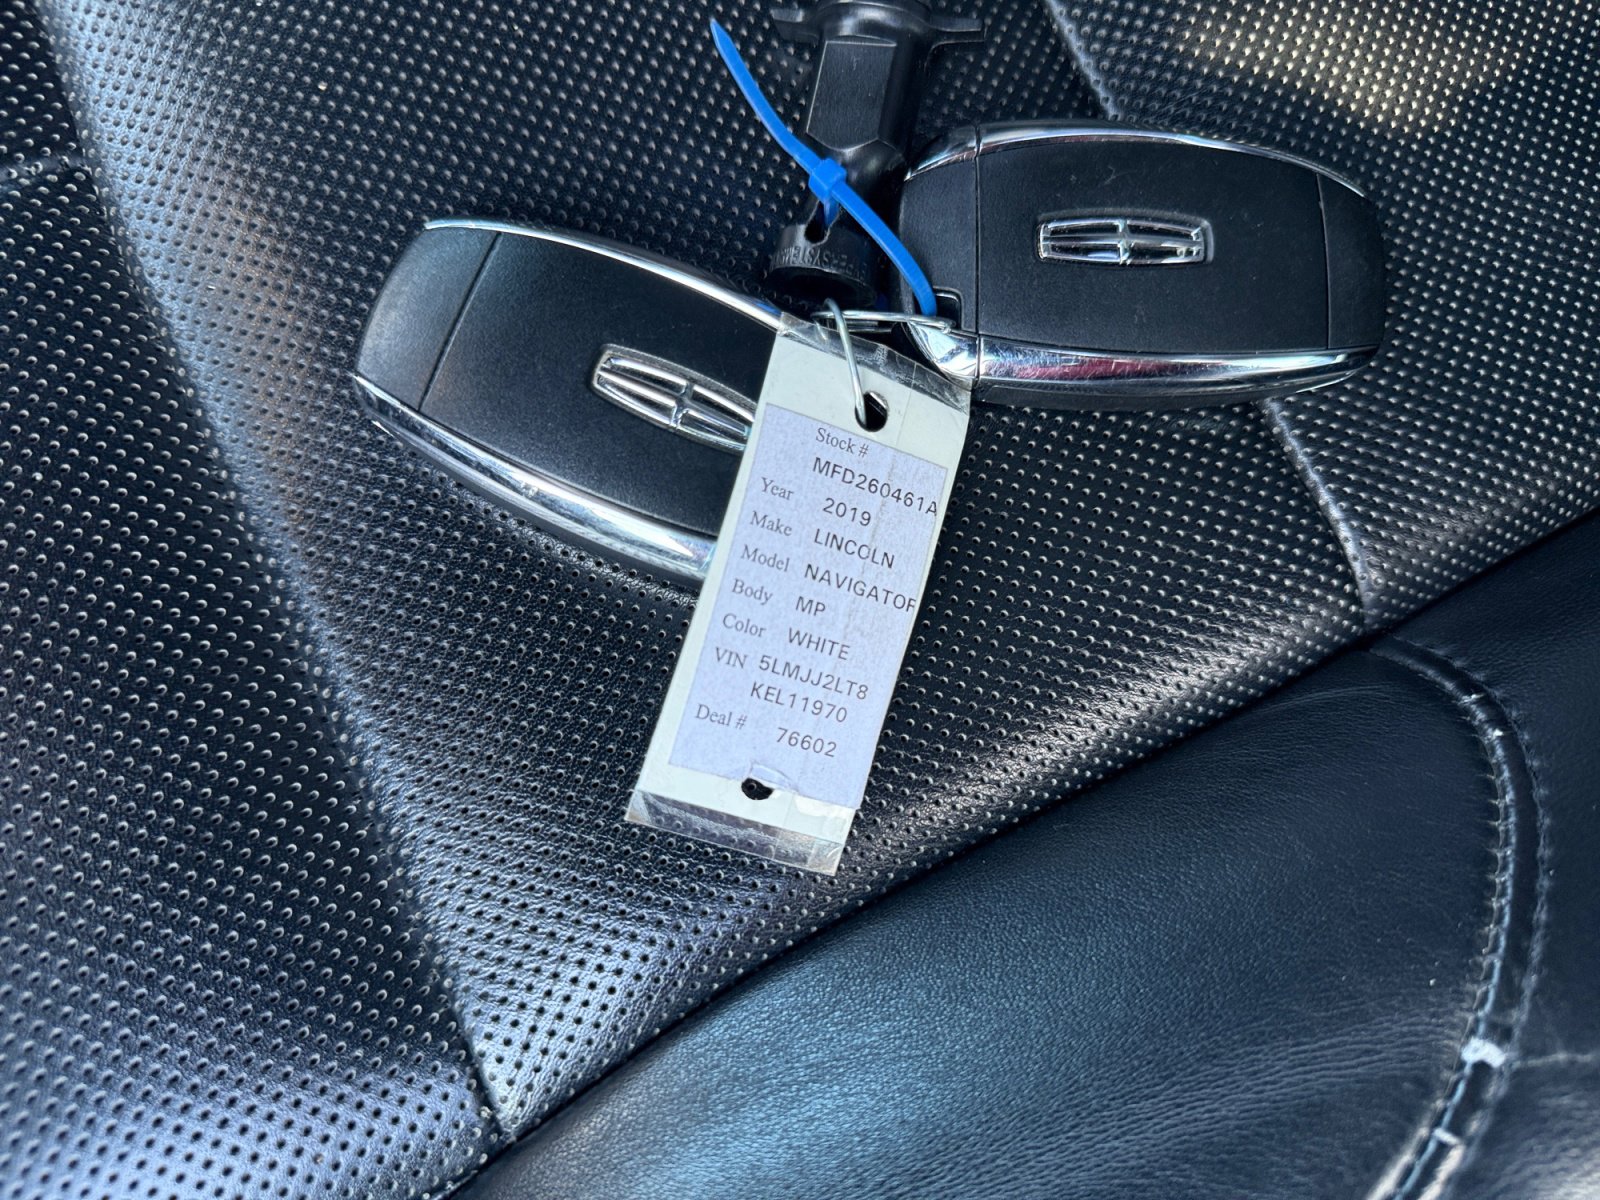 Stock #
MFD260461A
Year 2019
Make LINCOLN
Model NAVIGATOR
Body MP
Color WHITE
VIN 5LMJJ2LT8
KEL11970
Deal # 76602